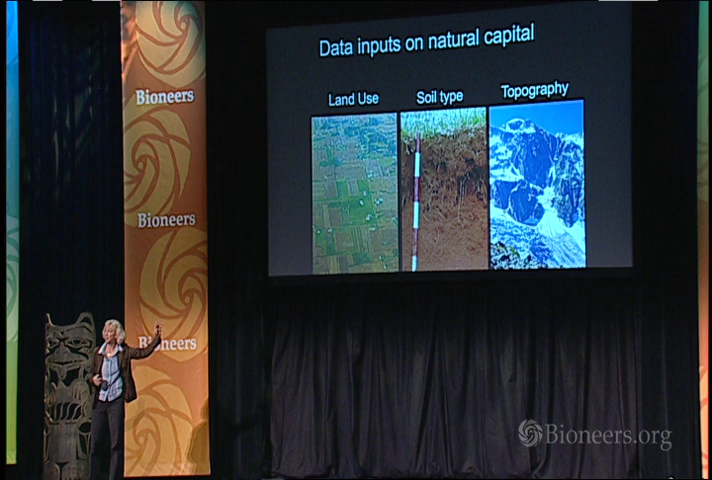 Data inputs on natural capital
Land Use
Soil type
Topography
Bioneers
Bioneers
Bioneers
Bioneers.org